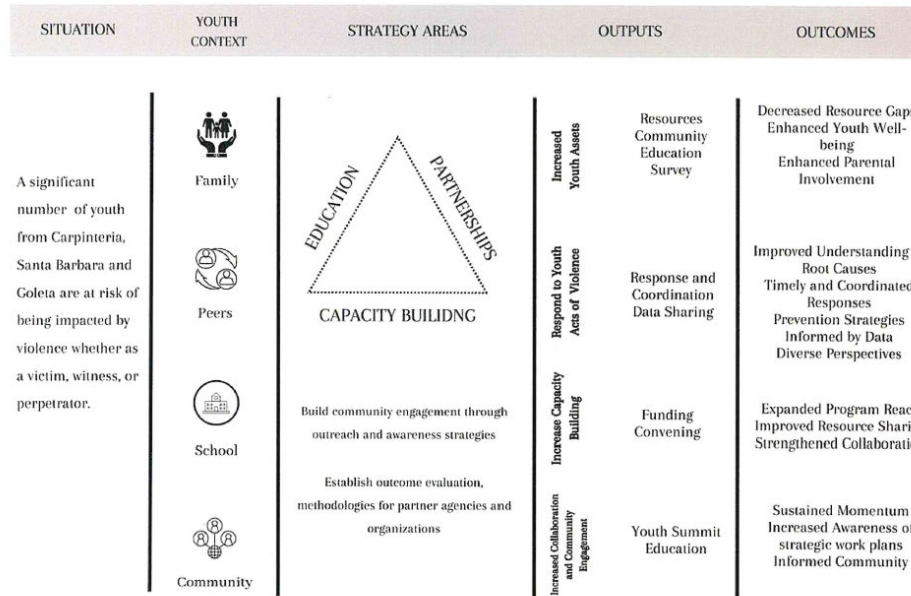 SITUATION
YOUTH
CONTEXT
STRATEGY AREAS
OUTPUTS
OUTCOMES
A significant
number of youth
from Carpinteria,
Santa Barbara and
Goleta are at risk of
being impacted by
violence whether as
a victim, witness, or
perpetrator.
Family
Peers
School
Community
EDUCATION
PARTNERSHIPS
CAPACITY BUILIDNG
Build community engagement through
outreach and awareness strategies
Establish outcome evaluation,
methodologies for partner agencies and
organizations
Increased
Youth Assets
Resources
Community
Education
Survey
Respond to Youth
Acts of Violence
Response and
Coordination
Data Sharing
Increase Capacity
Building
Funding
Convening
Increased Collaboration
and Community
Engagement
Youth Summit
Education
Decreased Resource Gaps
Enhanced Youth Well-
being
Enhanced Parental
Involvement
Improved Understanding
Root Causes
Timely and Coordinated
Responses
Prevention Strategies
Informed by Data
Diverse Perspectives
Expanded Program Reac
Improved Resource Shari
Strengthened Collaborati
Sustained Momentum
Increased Awareness of
strategic work plans
Informed Community